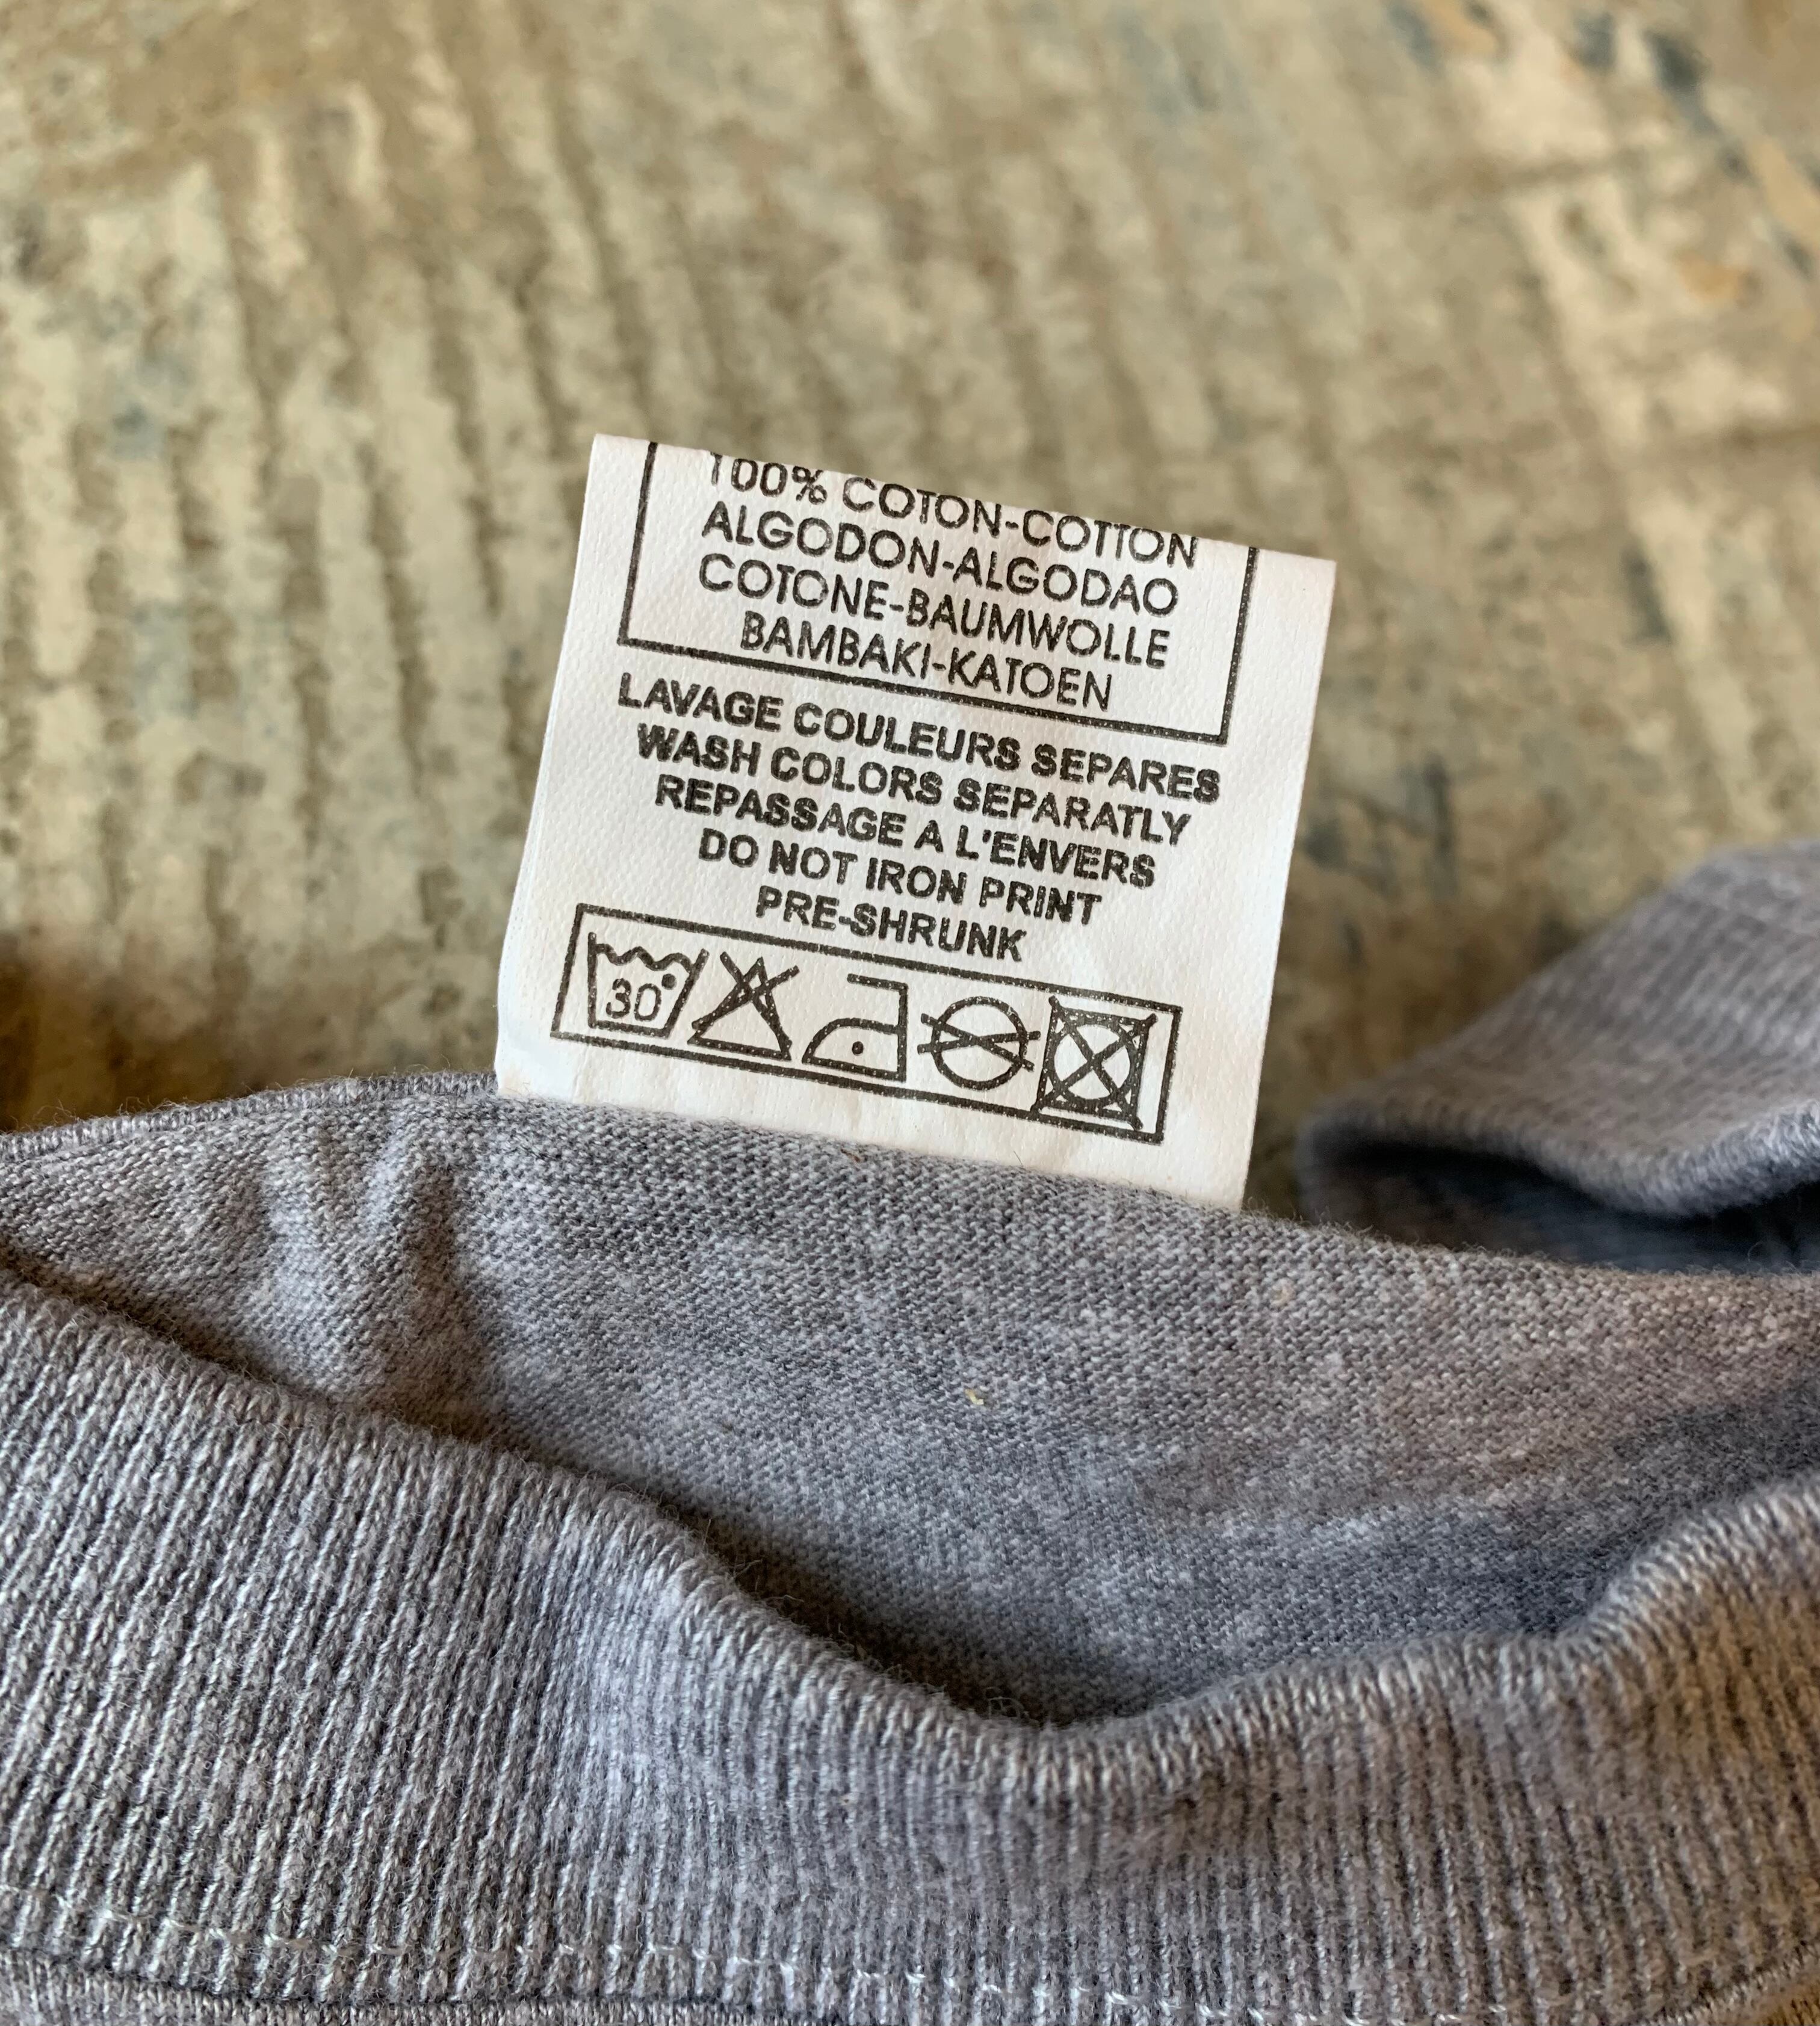 100% COTON-COTTON
ALGODON-ALGODAO
COTONE-BAUMWOLLE
BAMBAKI-KATOEN
LAVAGE COULEURS SEPARES
WASH COLORS SEPARATLY
REPASSAGE A L'ENVERS
DO NOT IRON PRINT
PRE-SHRUNK
30°